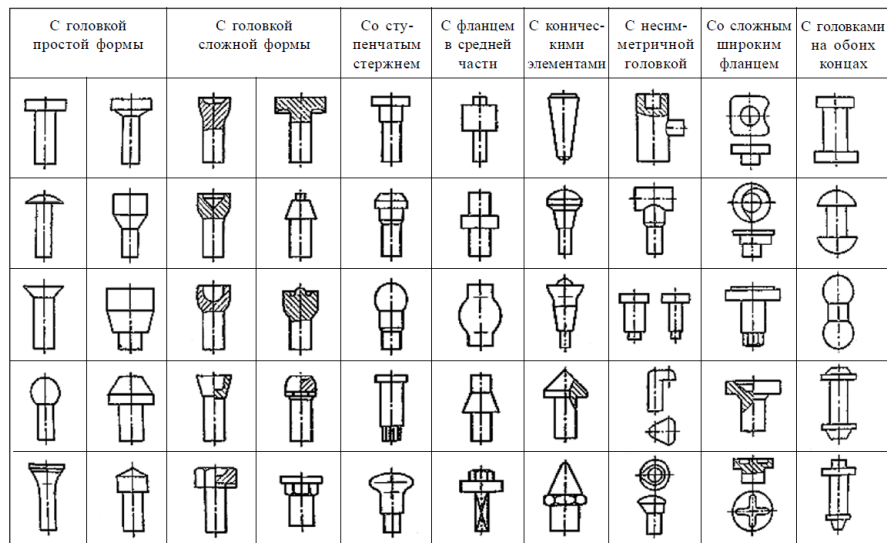 С головкой
простой формы
С головкой
сложной формы
Со сту-
пенчатым
стержнем
С фланцем
в средней
части
С коничес-
кими
элементами
С несим-
метричной
головкой
Со сложным
широким
фланцем
С головками
на обоих
концах